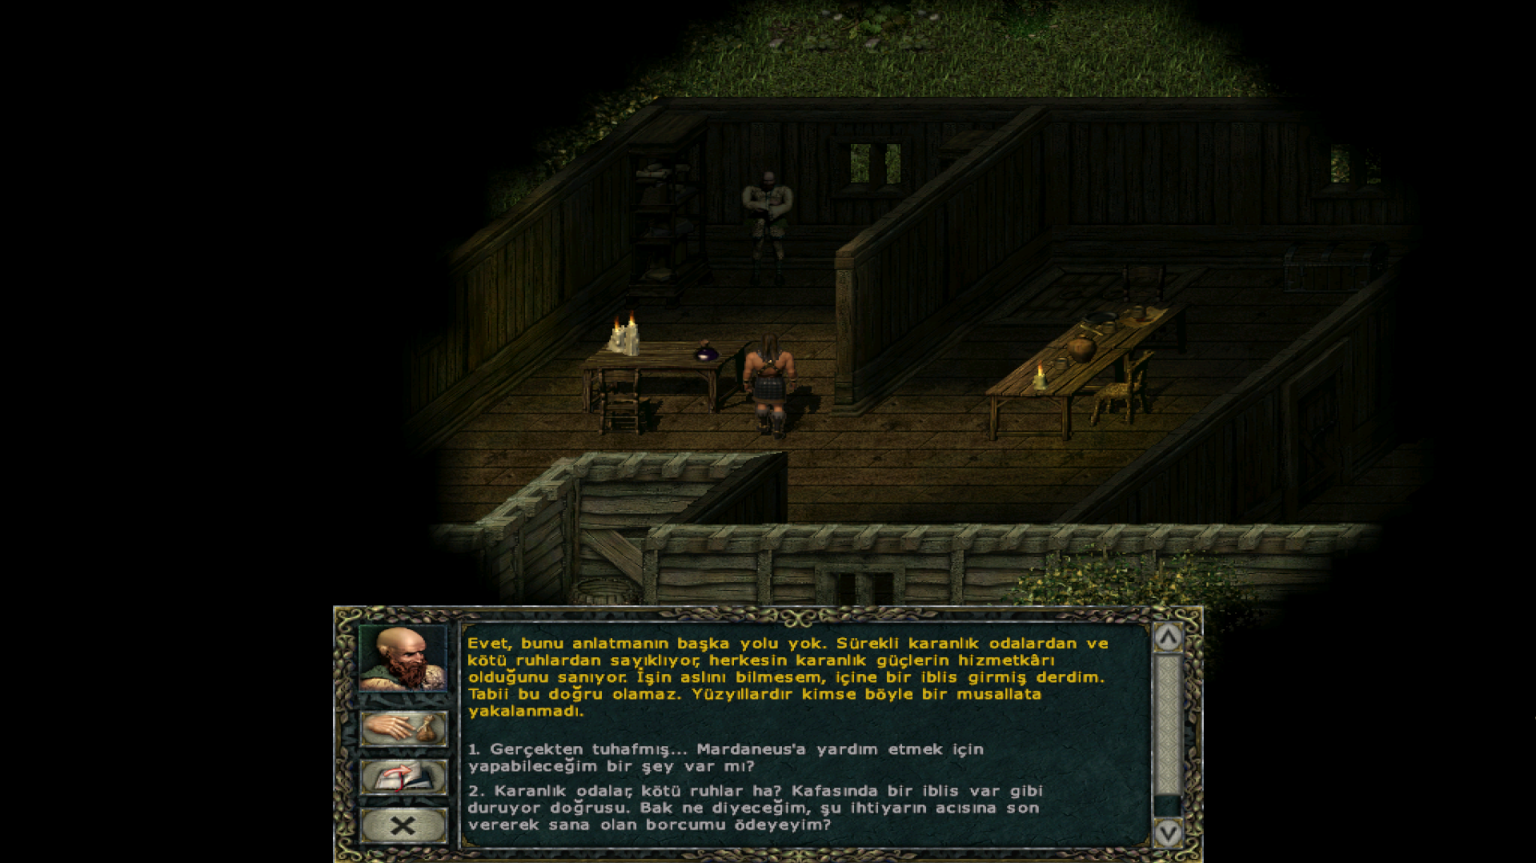 Evet, bunu anlatmanın başka yolu yok. Sürekli karanlık odalardan ve
kötü ruhlardan sayıklıyor, herkesin karanlık güçlerin hizmetkârı
olduğunu sanıyor. İşin aslını bilmesem, içine bir iblis girmiş derdim.
Tabii bu doğru olamaz. Yüzyıllardır kimse böyle bir musallata
yakalanmadı.
1. Gerçekten tuhafmış... Mardaneus'a yardım etmek için
yapabileceğim bir şey var mı?
2. Karanlık odalar, kötü ruhlar ha? Kafasında bir iblis var gibi
duruyor doğrusu. Bak ne diyeceğim, şu ihtiyarın acısına son
vererek sana olan borcumu ödeyeyim?